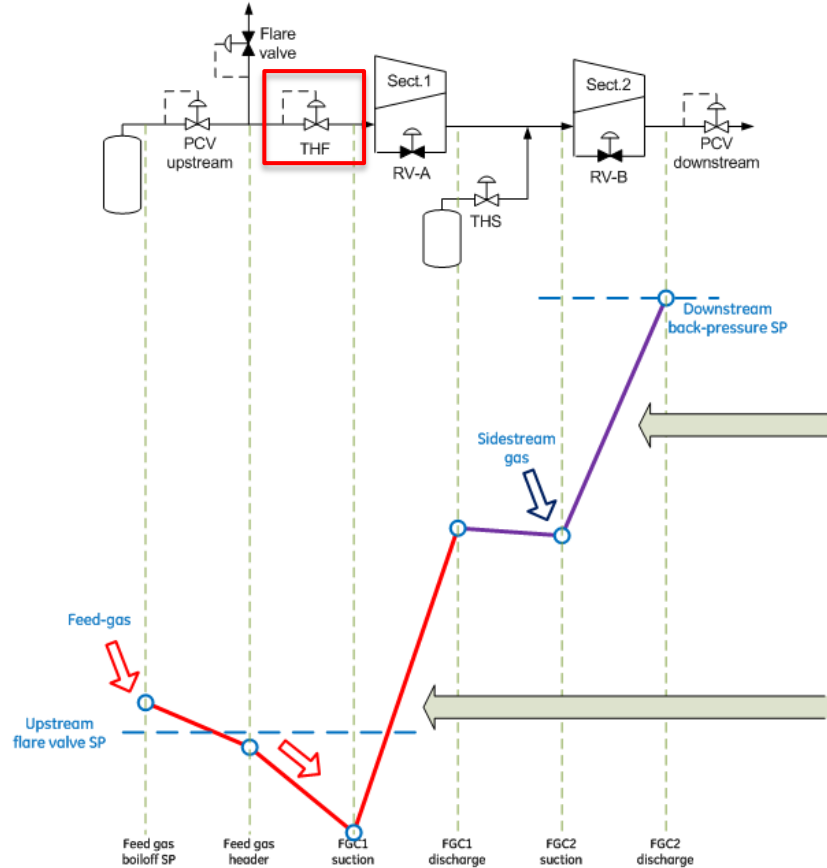 Flare
valve
Sect.1
Sect.2
PCV
upstream
THF
RV-A
THS
RV-B
PCV
downstream
Downstream
back-pressure SP
Sidestream
gas
Feed-gas
Upstream
flare valve SP
Feed gas
boiloff SP
Feed gas
header
FGC1
suction
FGC1
discharge
FGC2
suction
FGC2
discharge